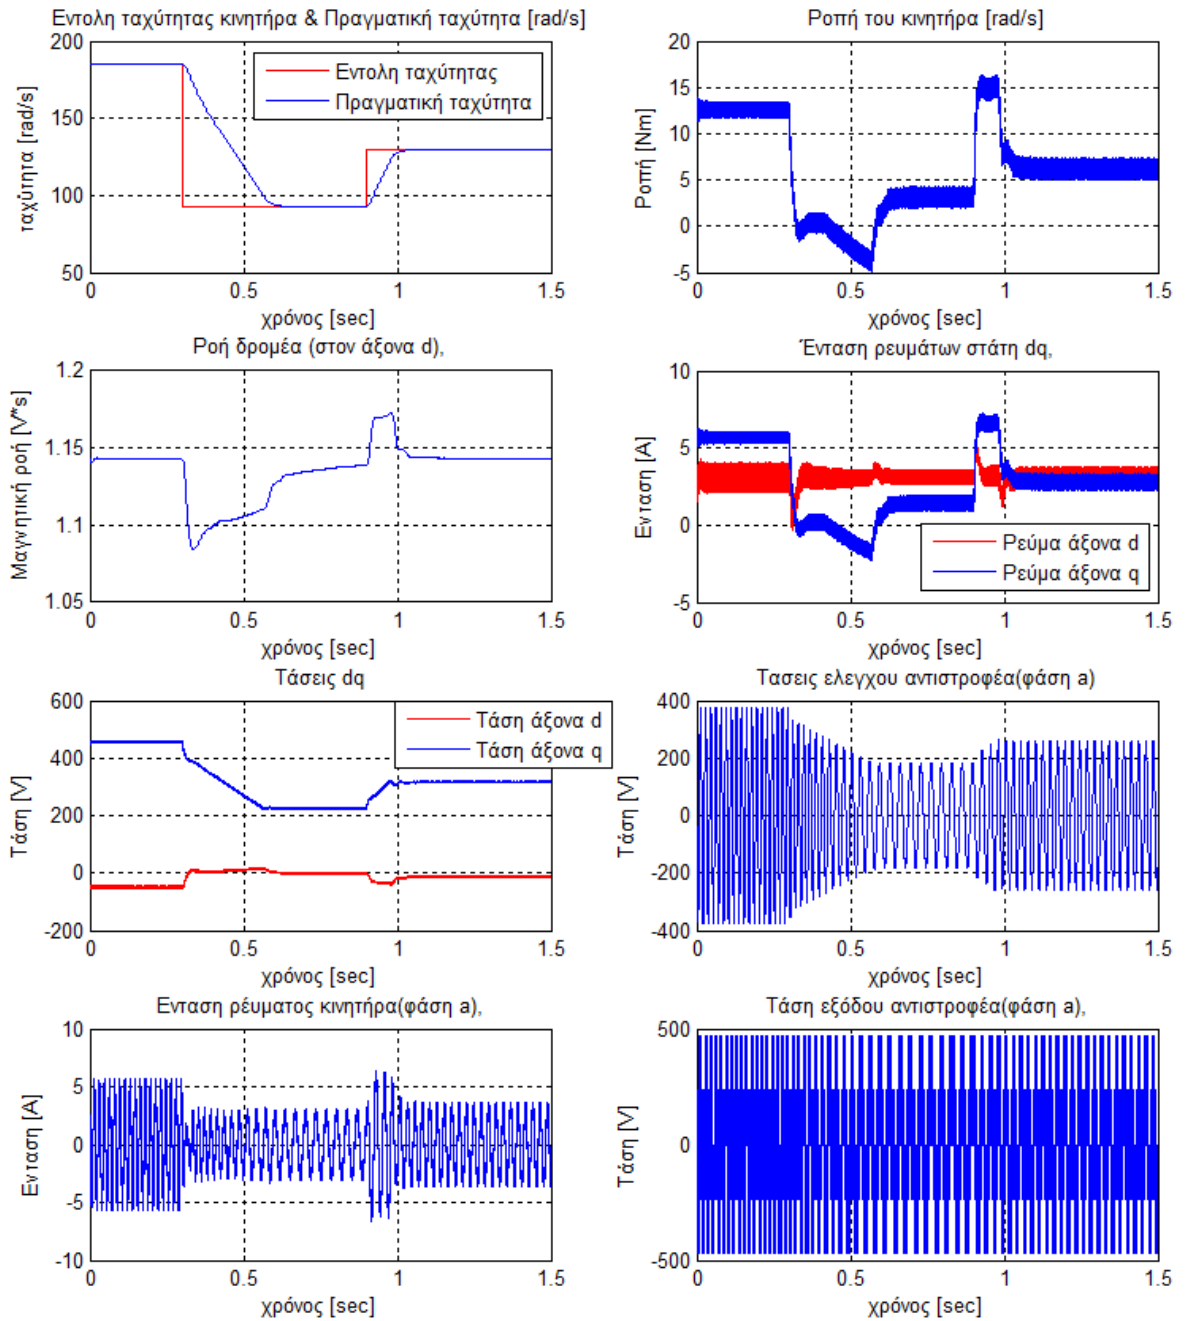 Εντολή ταχύτητας κινητήρα & Πραγματική ταχύτητα [rad/s]
200
150
100
50
ταχύτητα [rad/s]
Εντολη ταχύτητας
Πραγματική ταχύτητα
0
0.5
1
1.5
χρόνος [sec]
Ροπή του κινητήρα [rad/s]
20
15
10
5
0
-5
Ροπή [Nm]
0
0.5
1
1.5
χρόνος [sec]
Ροή δρομέα (στον άξονα d),
1.2
1.15
1.1
1.05
Μαγνητική ροή [V*s]
0
0.5
1
1.5
χρόνος [sec]
Ένταση ρευμάτων στάτη dq,
10
5
0
-5
Ενταση [A]
Ρεύμα άξονα d
Ρεύμα άξονα q
0
0.5
1
1.5
χρόνος [sec]
Τάσεις dq
600
400
200
0
-200
Τάση [V]
Τάση άξονα d
Τάση άξονα q
0
0.5
1
1.5
χρόνος [sec]
Τασεις ελεγχου αντιστροφέα(φάση a)
400
200
0
-200
-400
Τάση [V]
0
0.5
1
1.5
χρόνος [sec]
Ενταση ρέυματος κινητήρα(φάση a),
10
5
0
-5
-10
Ενταση [A]
0
0.5
1
1.5
χρόνος [sec]
Τάση εξόδου αντιστροφέα(φάση a),
500
0
-500
Τάση [V]
0
0.5
1
1.5
χρόνος [sec]